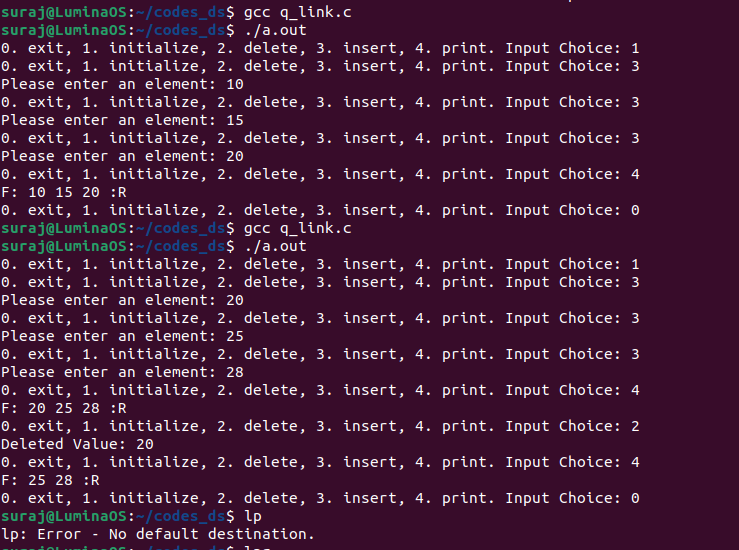 suraj@LuminaOS:~/codes_ds$ gcc q_link.c
suraj@LuminaOS:~/codes_ds$ ./a.out
0. exit, 1. initialize, 2. delete, 3. insert, 4. print. Input Choice: 1
0. exit, 1. initialize, 2. delete, 3. insert, 4. print. Input Choice: 3
Please enter an element: 10
0. exit, 1. initialize, 2. delete, 3. insert, 4. print. Input Choice: 3
Please enter an element: 15
0. exit, 1. initialize, 2. delete, 3. insert, 4. print. Input Choice: 3
Please enter an element: 20
0. exit, 1. initialize, 2. delete, 3. insert, 4. print. Input Choice: 4
F: 10 15 20 :R
0. exit, 1. initialize, 2. delete, 3. insert, 4. print. Input Choice: 0
suraj@LuminaOS:~/codes_ds$ gcc q_link.c
suraj@LuminaOS:~/codes_ds$ ./a.out
0. exit, 1. initialize, 2. delete, 3. insert, 4. print. Input Choice: 1
0. exit, 1. initialize, 2. delete, 3. insert, 4. print. Input Choice: 3
Please enter an element: 20
0. exit, 1. initialize, 2. delete, 3. insert, 4. print. Input Choice: 3
Please enter an element: 25
0. exit, 1. initialize, 2. delete, 3. insert, 4. print. Input Choice: 3
Please enter an element: 28
0. exit, 1. initialize, 2. delete, 3. insert, 4. print. Input Choice: 4
F: 20 25 28 :R
0. exit, 1. initialize, 2. delete, 3. insert, 4. print. Input Choice: 2
Deleted Value: 20
0. exit, 1. initialize, 2. delete, 3. insert, 4. print. Input Choice: 4
F: 25 28 :R
0. exit, 1. initialize, 2. delete, 3. insert, 4. print. Input Choice: 0
suraj@LuminaOS:~/codes_ds$ lp
lp: Error - No default destination.
suraj@LuminaOS:~/codes_ds$